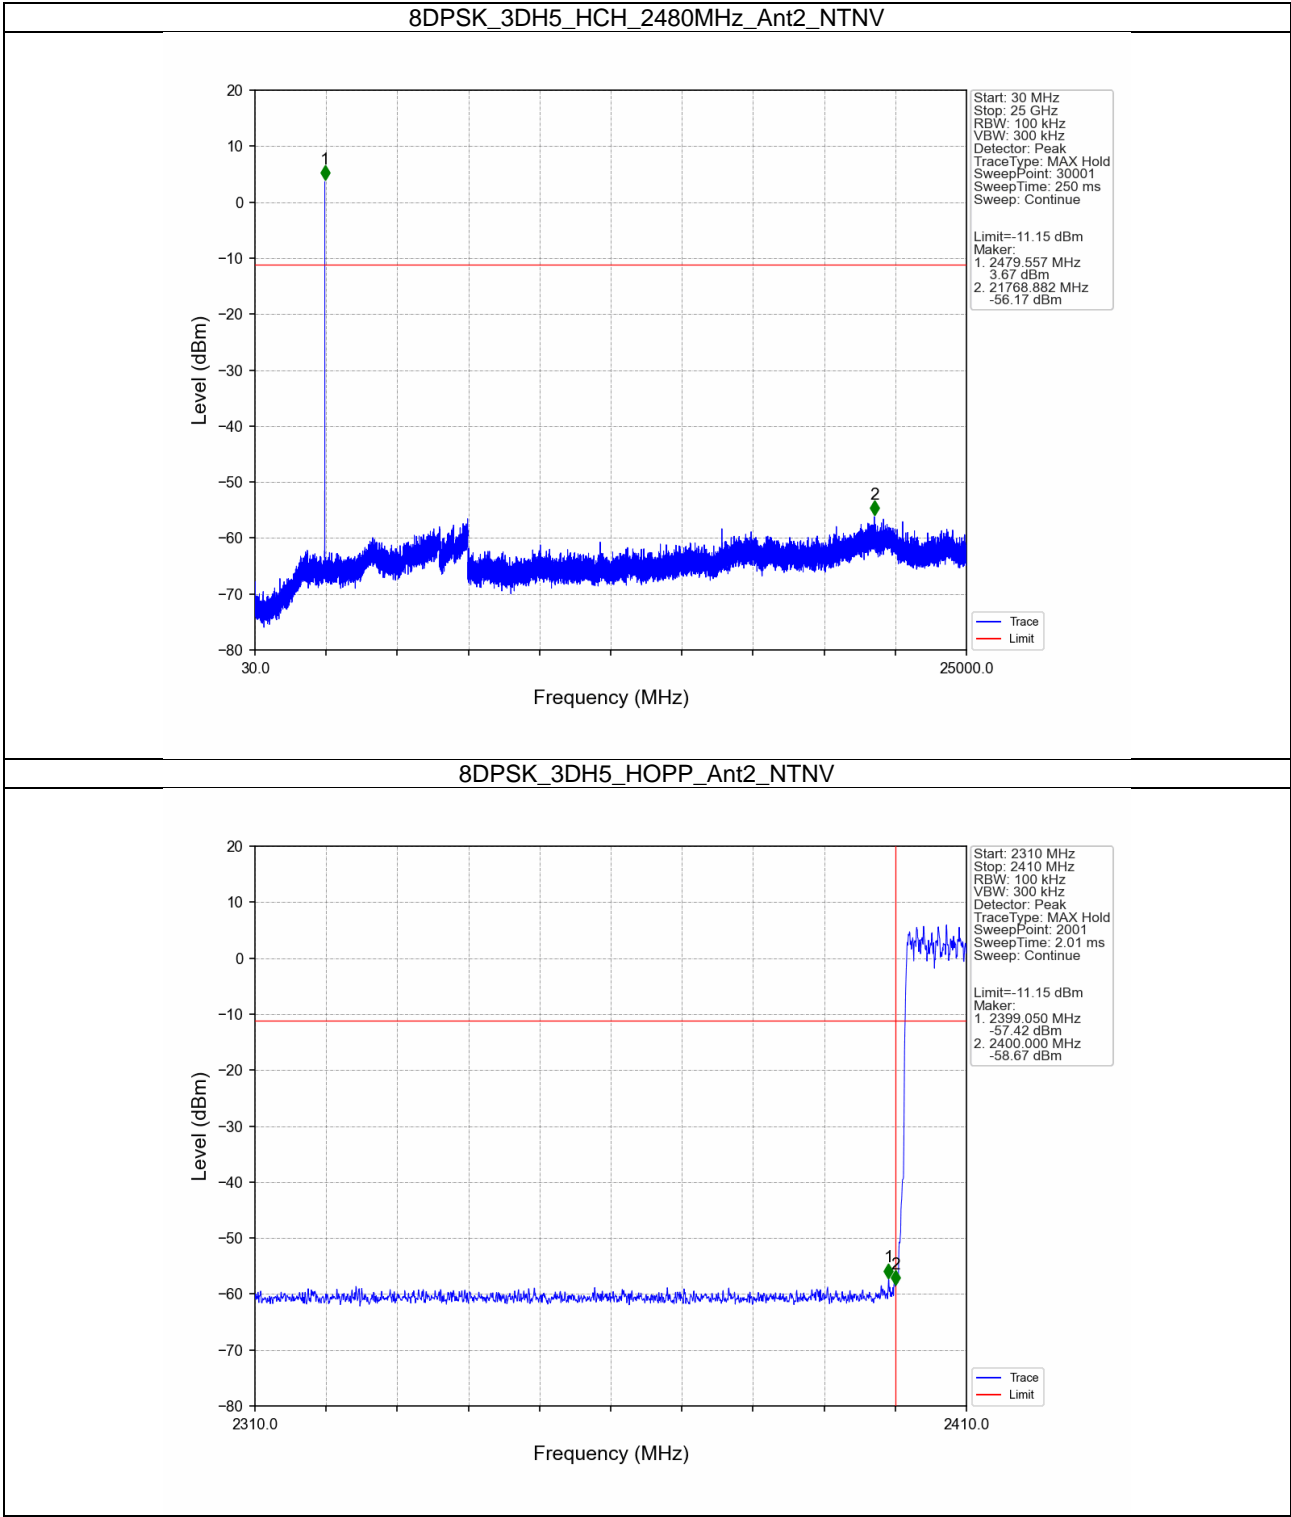 8DPSK_3DH5_HCH_2480MHz_Ant2_NTNV
20
10
0
−10
−20
−30
−40
−50
−60
−70
−80
Level (dBm)
1
2
30.0
25000.0
Frequency (MHz)
Start: 30 MHz
Stop: 25 GHz
RBW: 100 kHz
VBW: 300 kHz
Detector: Peak
TraceType: MAX Hold
SweepPoint: 30001
SweepTime: 250 ms
Sweep: Continue
Limit=-11.15 dBm
Maker:
1. 2479.557 MHz
3.67 dBm
2. 21768.882 MHz
-56.17 dBm
Trace
Limit
8DPSK_3DH5_HOPP_Ant2_NTNV
20
10
0
−10
−20
−30
−40
−50
−60
−70
−80
Level (dBm)
1
2
2310.0
2410.0
Frequency (MHz)
Start: 2310 MHz
Stop: 2410 MHz
RBW: 100 kHz
VBW: 300 kHz
Detector: Peak
TraceType: MAX Hold
SweepPoint: 2001
SweepTime: 2.01 ms
Sweep: Continue
Limit=-11.15 dBm
Maker:
1. 2399.050 MHz
-57.42 dBm
2. 2400.000 MHz
-58.67 dBm
Trace
Limit